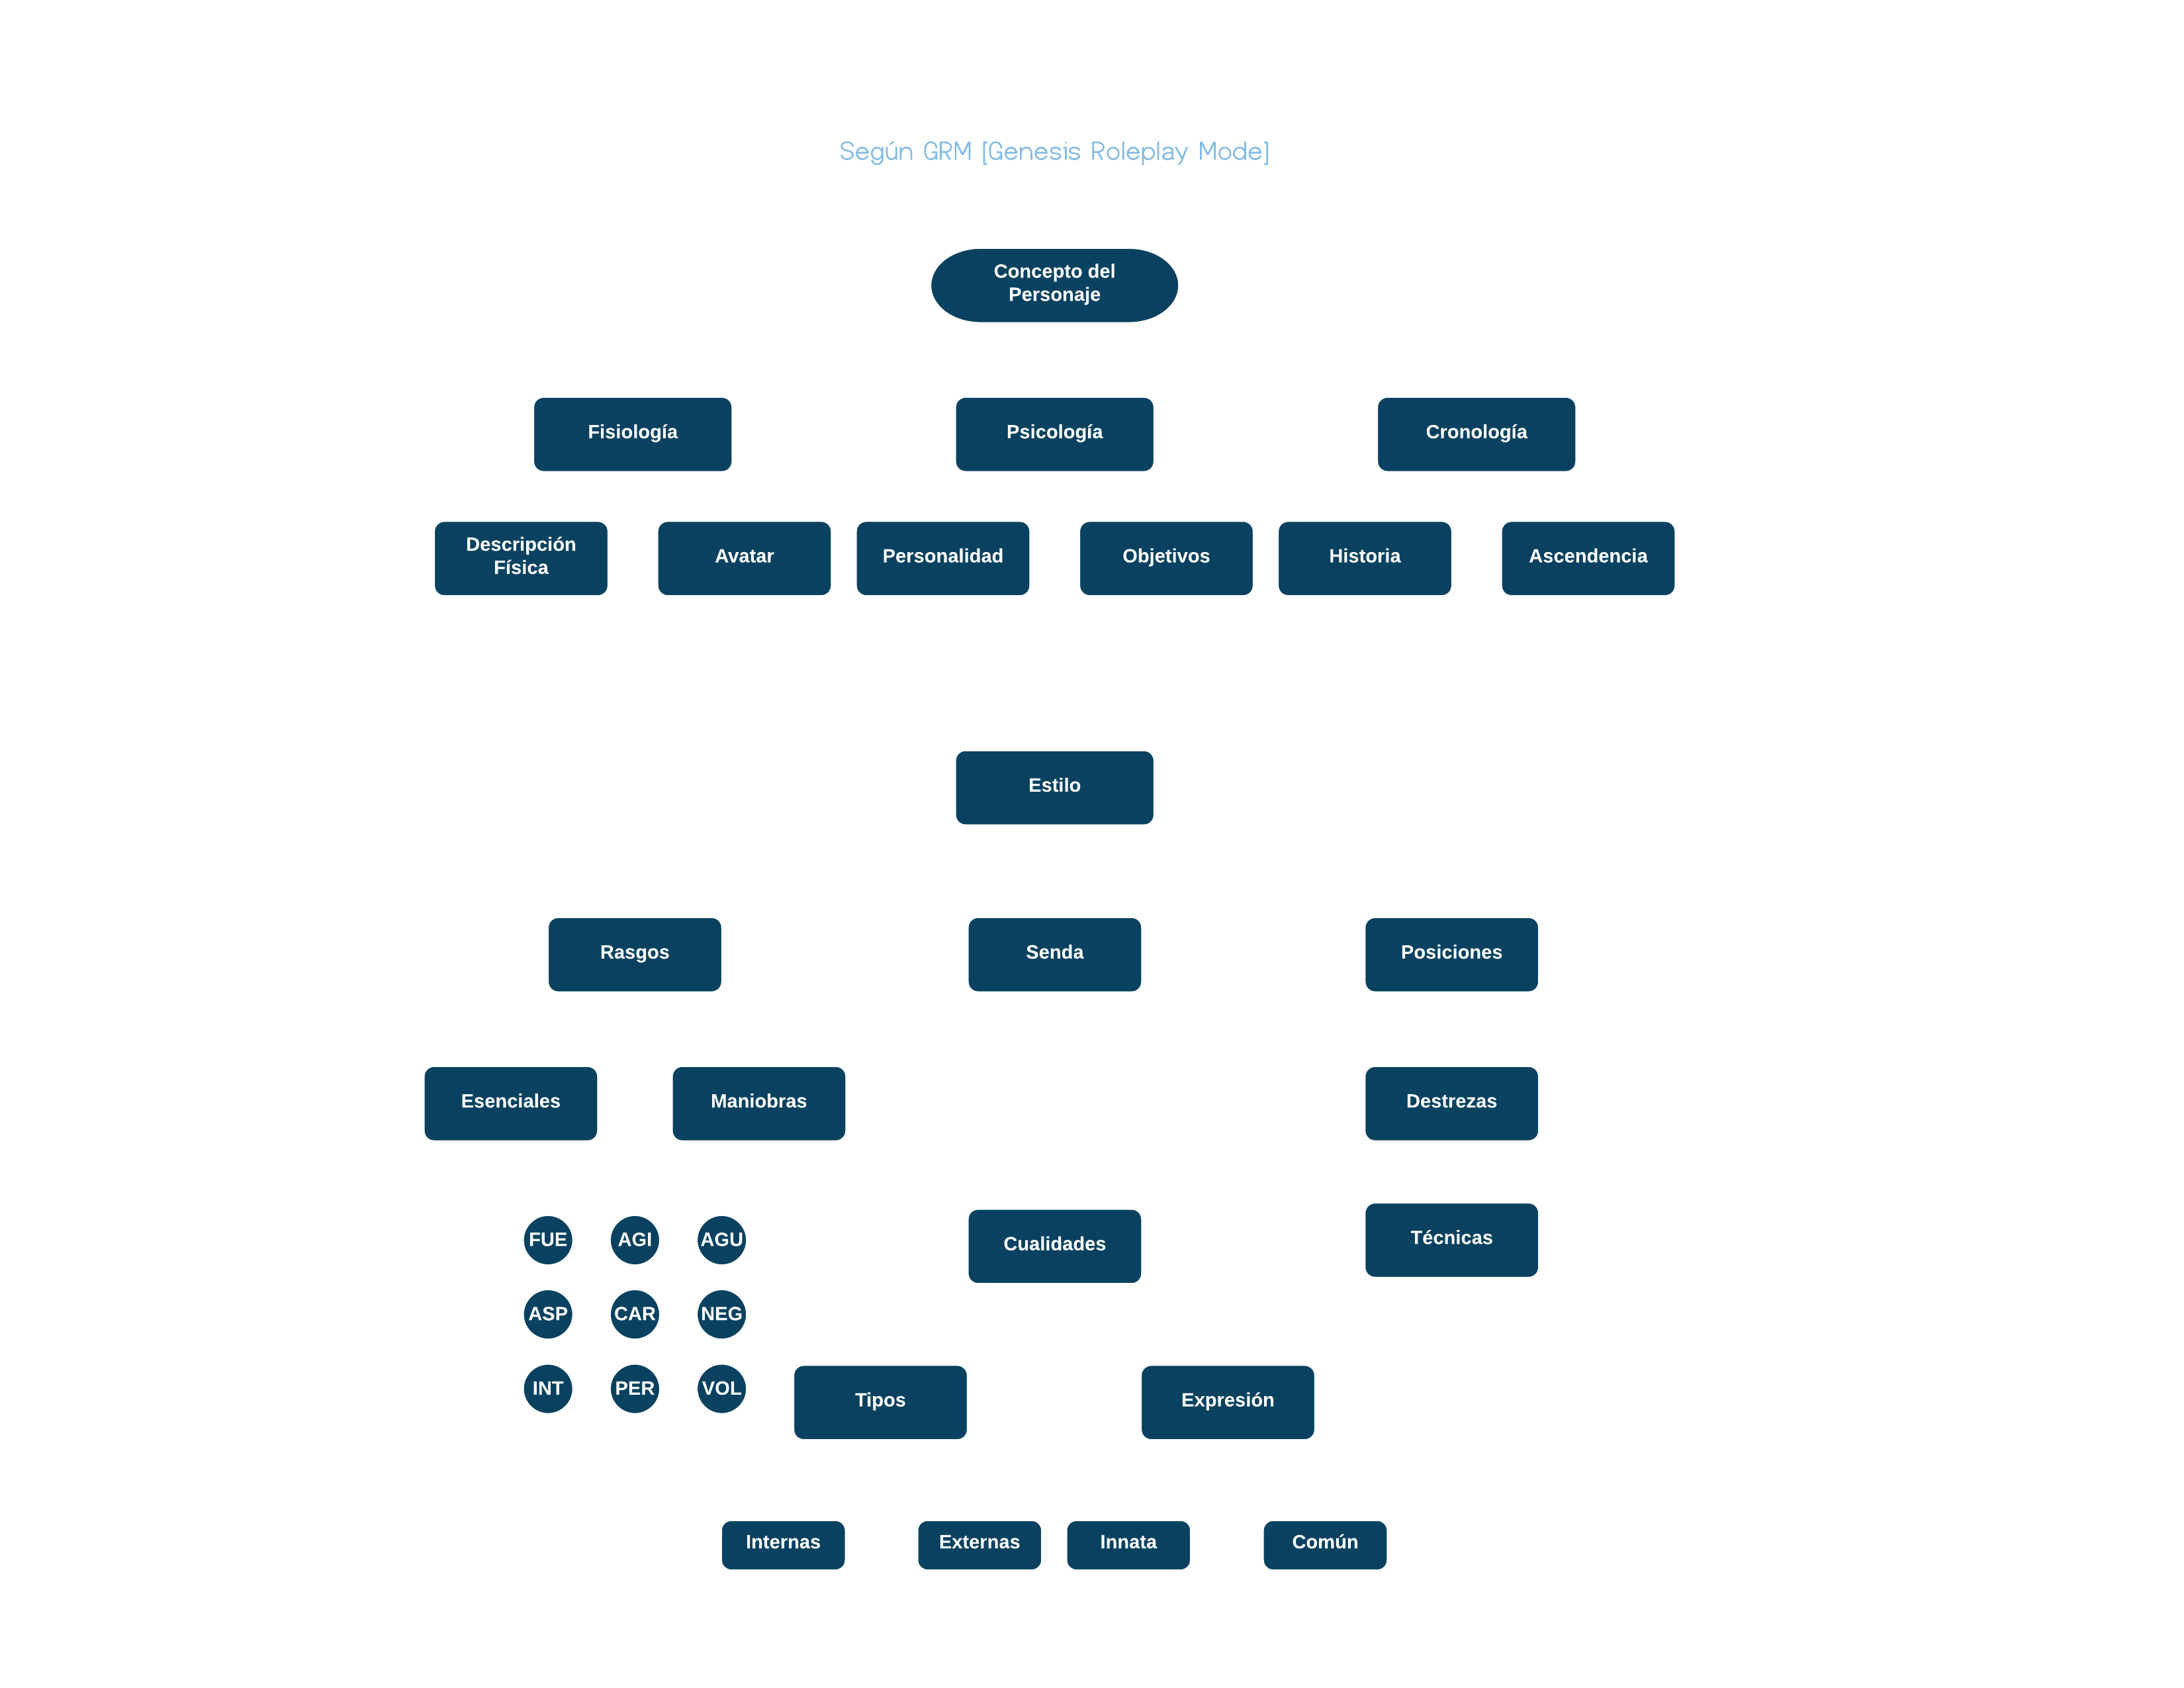 Según GRM [Genesis Roleplay Mode]
Concepto del
Personaje
Fisiología
Psicología
Cronología
Descripción
Física
Avatar
Personalidad
Objetivos
Historia
Ascendencia
Estilo
Rasgos
Senda
Posiciones
Esenciales
Maniobras
Destrezas
FUE
AGI
AGU
Cualidades
Técnicas
ASP
CAR
NEG
INT
PER
VOL
Tipos
Expresión
Internas
Externas
Innata
Común